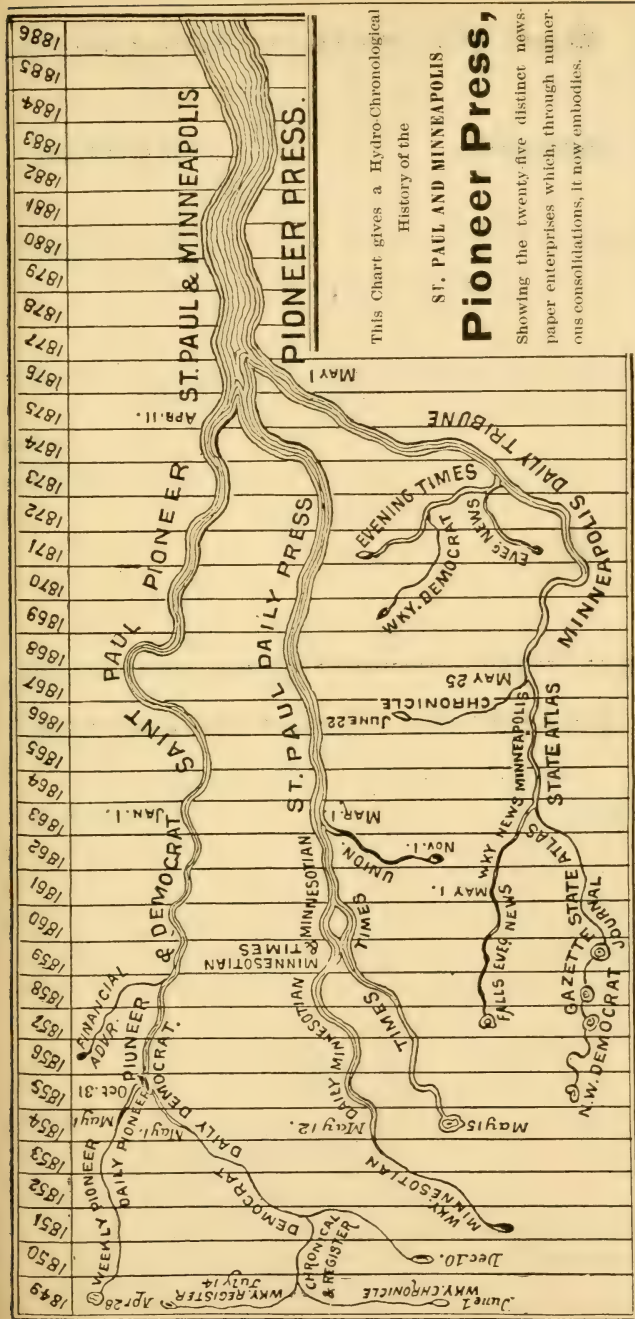 This Chart gives a Hydro-Chronological
History of the
ST. PAUL AND MINNEAPOLIS
Pioneer Press,
Showing the twenty-five distinct news-
paper enterprises which, through numer-
ous consolidations, it now embodies.
1849
1850
1851
1852
1853
1854
1855
1856
1857
1858
1859
1860
1861
1862
1863
1864
1865
1866
1867
1868
1869
1870
1871
1872
1873
1874
1875
1876
1877
1878
1879
1880
1881
1882
1883
1884
1885
1886
ST. PAUL & MINNEAPOLIS
PIONEER PRESS.
Apr. 11.
May 1
SAINT PAUL PIONEER
Jan. 1.
& DEMOCRAT
PIONEER
FINANCIAL
ADVR.
Oct. 31
May 1
WEEKLY PIONEER
DAILY PIONEER
Apr 28
DEMOCRAT.
May 1.
DAILY DEMOCRAT
DEMOCRAT
Dec. 10.
CHRONICAL
& REGISTER
WKY. REGISTER
July 14
WKY. CHRONICLE
June 1
ST. PAUL DAILY PRESS
Mar. 1
UNION.
Nov. 1.
MINNESOTIAN
TIMES
MINNESOTIAN
& TIMES
MINNESOTIAN
DAILY MINNESOTIAN
May 12.
WKY
MINNESOTIAN
TIMES
May 15
MINNEAPOLIS DAILY TRIBUNE
EVENING TIMES
WKY. DEMOCRAT
EVEG. NEWS
May 25
CHRONICLE
June 22
MINNEAPOLIS
STATE ATLAS
WKY NEWS
May 1.
FALLS EVEG. NEWS
ATLAS
STATE
JOURNAL
GAZETTE
N.W. DEMOCRAT